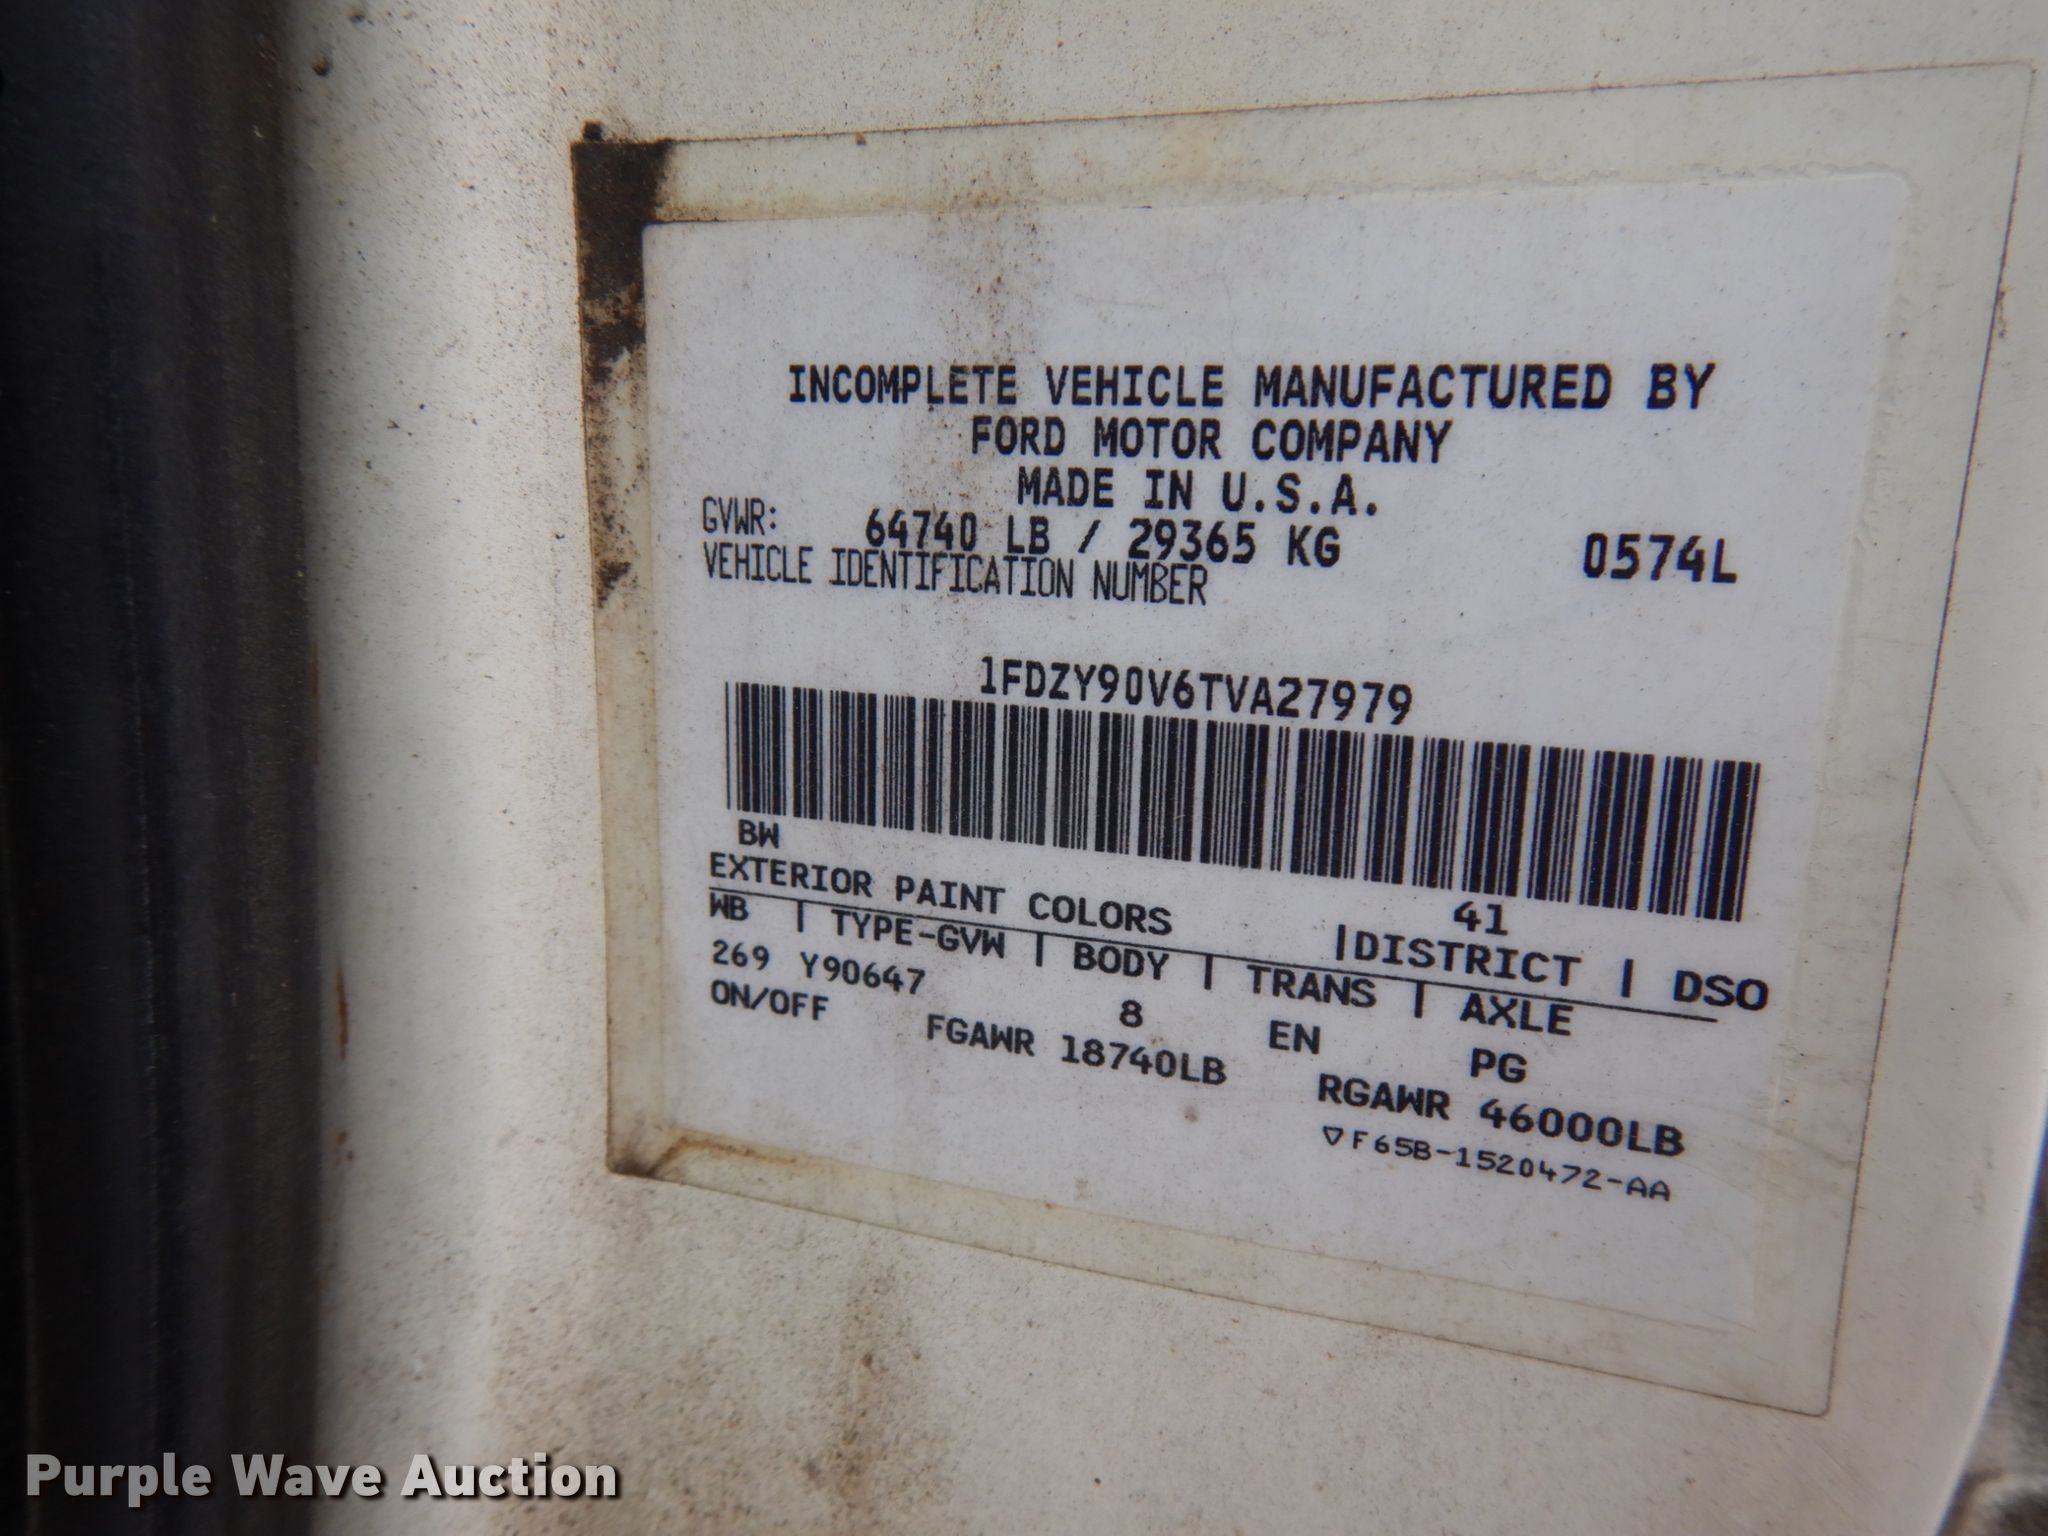 INCOMPLETE VEHICLE MANUFACTURED BY
FORD MOTOR COMPANY
MADE IN U.S.A.
GVWR: 64740 LB / 29365 KG 0574L
VEHICLE IDENTIFICATION NUMBER
1FDZY90V6TVA27979
BW 41
EXTERIOR PAINT COLORS |DISTRICT | DSO
WB | TYPE-GVW | BODY | TRANS | AXLE
269 Y90647 8 EN PG
ON/OFF FGAWR 18740LB RGAWR 46000LB
▽F65B-1520472-AA
Purple Wave Auction